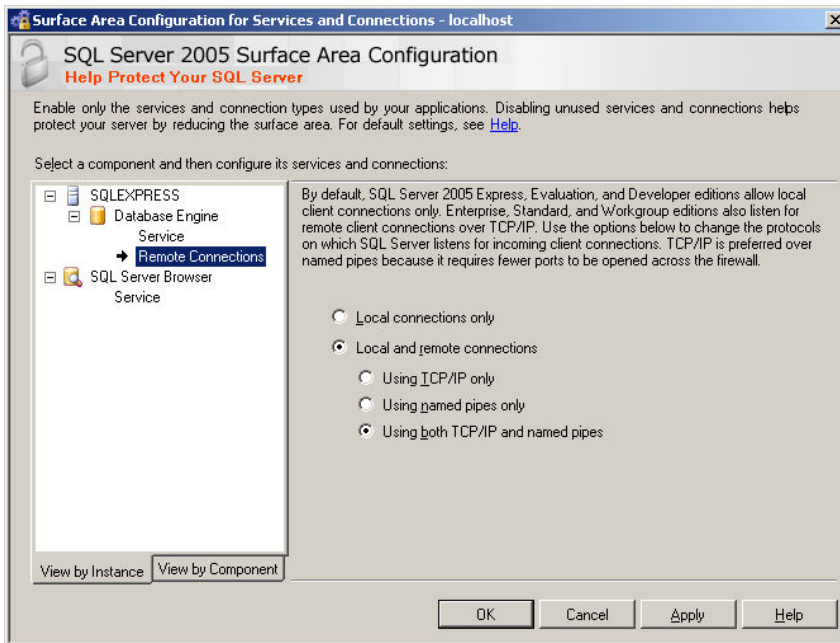 Surface Area Configuration for Services and Connections - localhost
SQL Server 2005 Surface Area Configuration
Help Protect Your SQL Server
Enable only the services and connection types used by your applications. Disabling unused services and connections helps
protect your server by reducing the surface area. For default settings, see Help.
Select a component and then configure its services and connections:
SQLEXPRESS
Database Engine
Service
Remote Connections
SQL Server Browser
Service
View by Instance
View by Component
By default, SQL Server 2005 Express, Evaluation, and Developer editions allow local
client connections only. Enterprise, Standard, and Workgroup editions also listen for
remote client connections over TCP/IP. Use the options below to change the protocols
on which SQL Server listens for incoming client connections. TCP/IP is preferred over
named pipes because it requires fewer ports to be opened across the firewall.
Local connections only
Local and remote connections
Using TCP/IP only
Using named pipes only
Using both TCP/IP and named pipes
OK
Cancel
Apply
Help